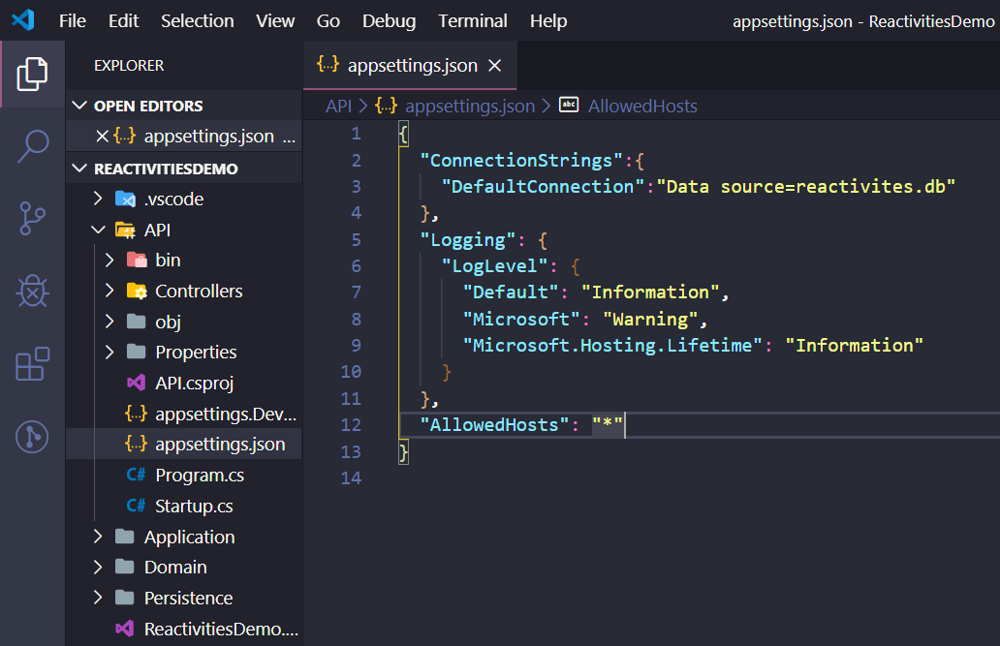 File Edit Selection View Go Debug Terminal Help appsettings.json - ReactivitiesDemo
EXPLORER
OPEN EDITORS
{..} appsettings.json ...
REACTIVITIESDEMO
.vscode
API
bin
Controllers
obj
Properties
API.csproj
{..} appsettings.Dev...
{..} appsettings.json
C# Program.cs
C# Startup.cs
Application
Domain
Persistence
ReactivitiesDemo....
{..} appsettings.json
API > {..} appsettings.json > abc AllowedHosts
1 {
2 "ConnectionStrings":{
3 "DefaultConnection":"Data source=reactivites.db"
4 },
5 "Logging": {
6 "LogLevel": {
7 "Default": "Information",
8 "Microsoft": "Warning",
9 "Microsoft.Hosting.Lifetime": "Information"
10 }
11 },
12 "AllowedHosts": "*"
13 }
14